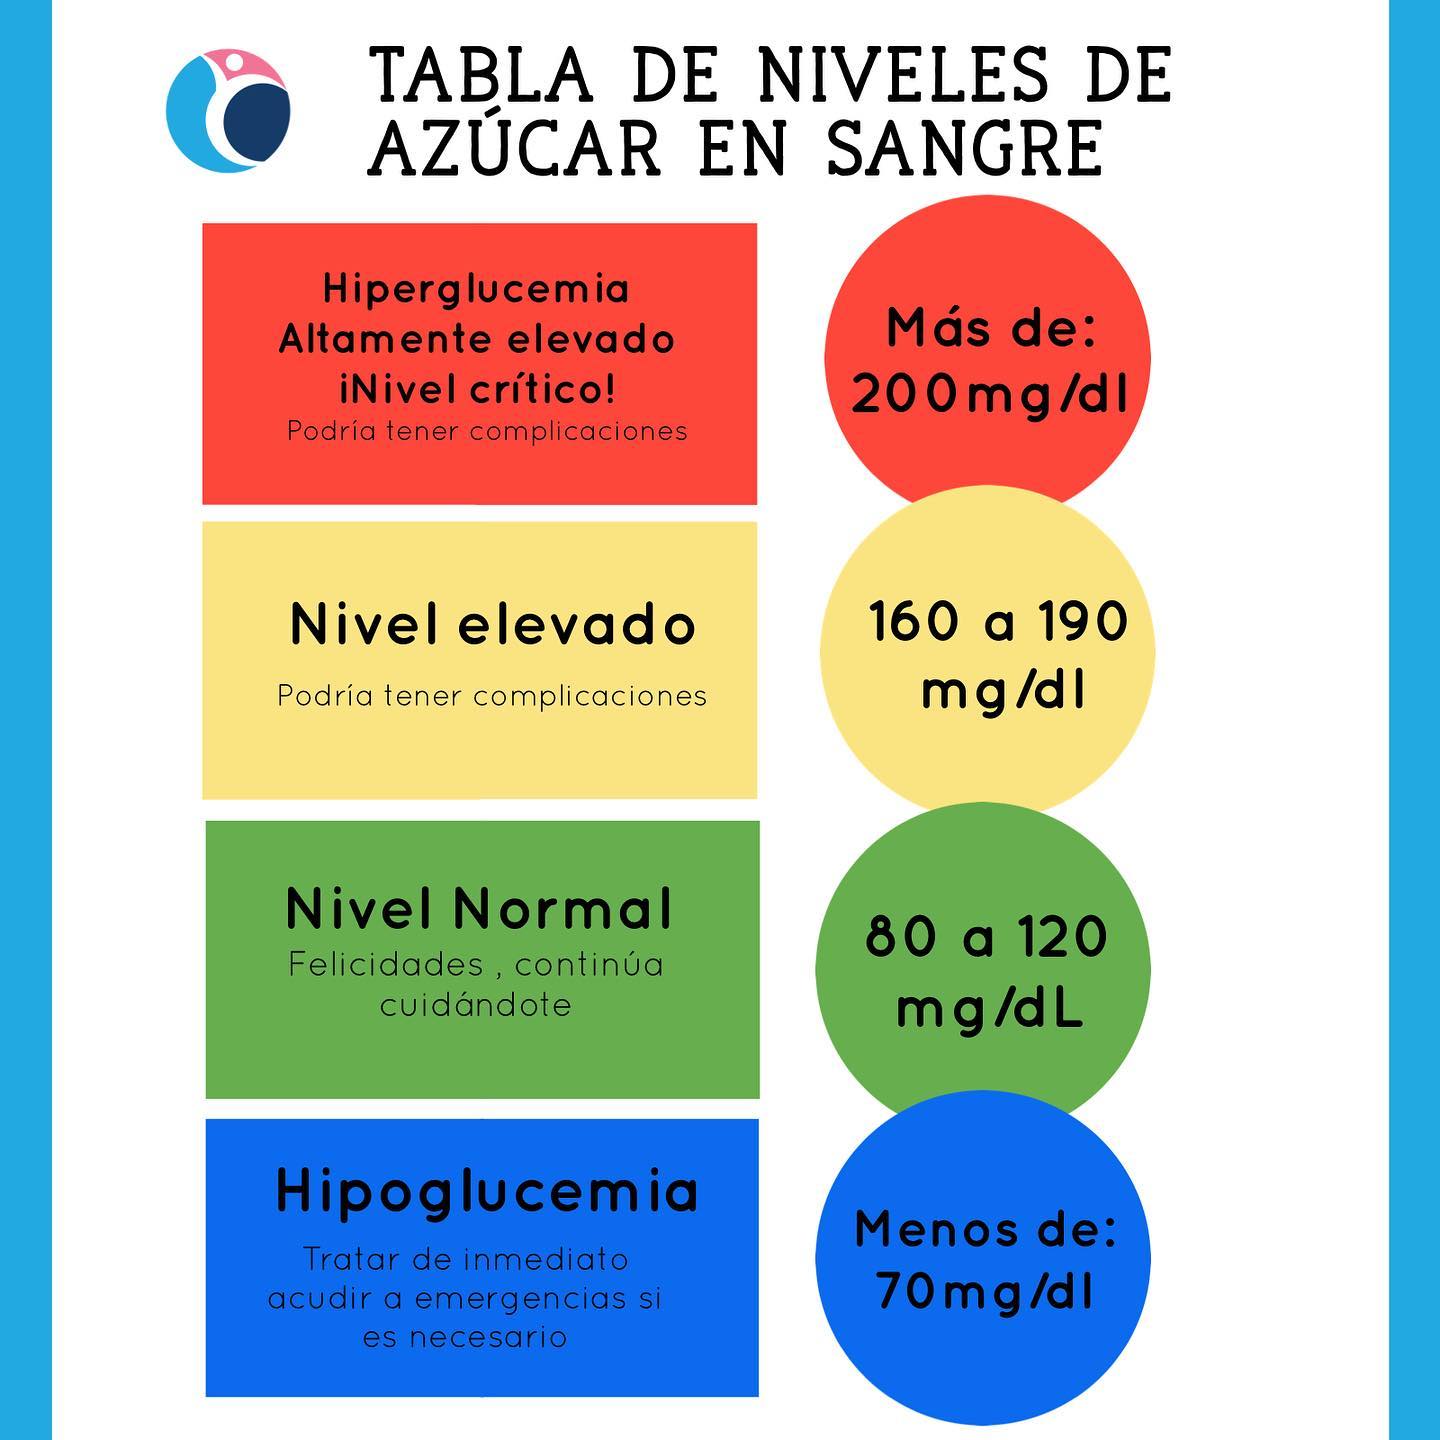 TABLA DE NIVELES DE
AZÚCAR EN SANGRE
Hiperglucemia
Altamente elevado
¡Nivel crítico!
Podría tener complicaciones
Más de:
200mg/dl
Nivel elevado
Podría tener complicaciones
160 a 190
mg/dl
Nivel Normal
Felicidades , continúa
cuidándote
80 a 120
mg/dL
Hipoglucemia
Tratar de inmediato
acudir a emergencias si
es necesario
Menos de:
70mg/dl